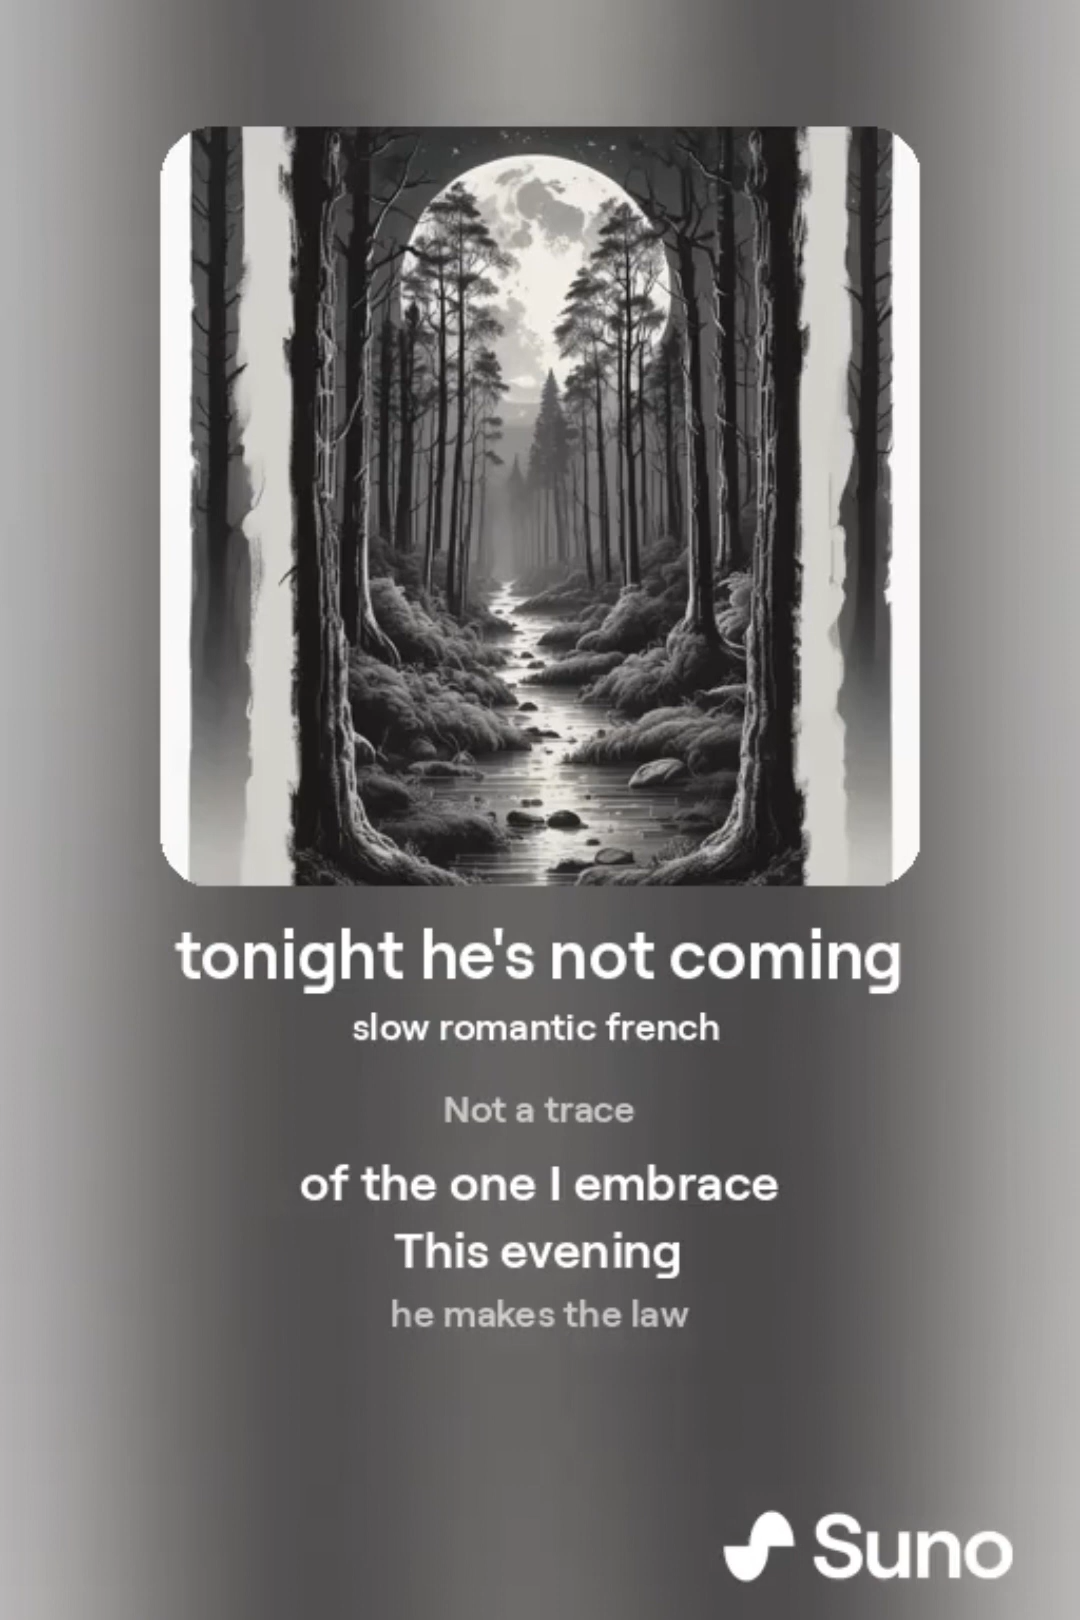 tonight he's not coming
slow romantic french
Not a trace
of the one I embrace
This evening
he makes the law
Suno